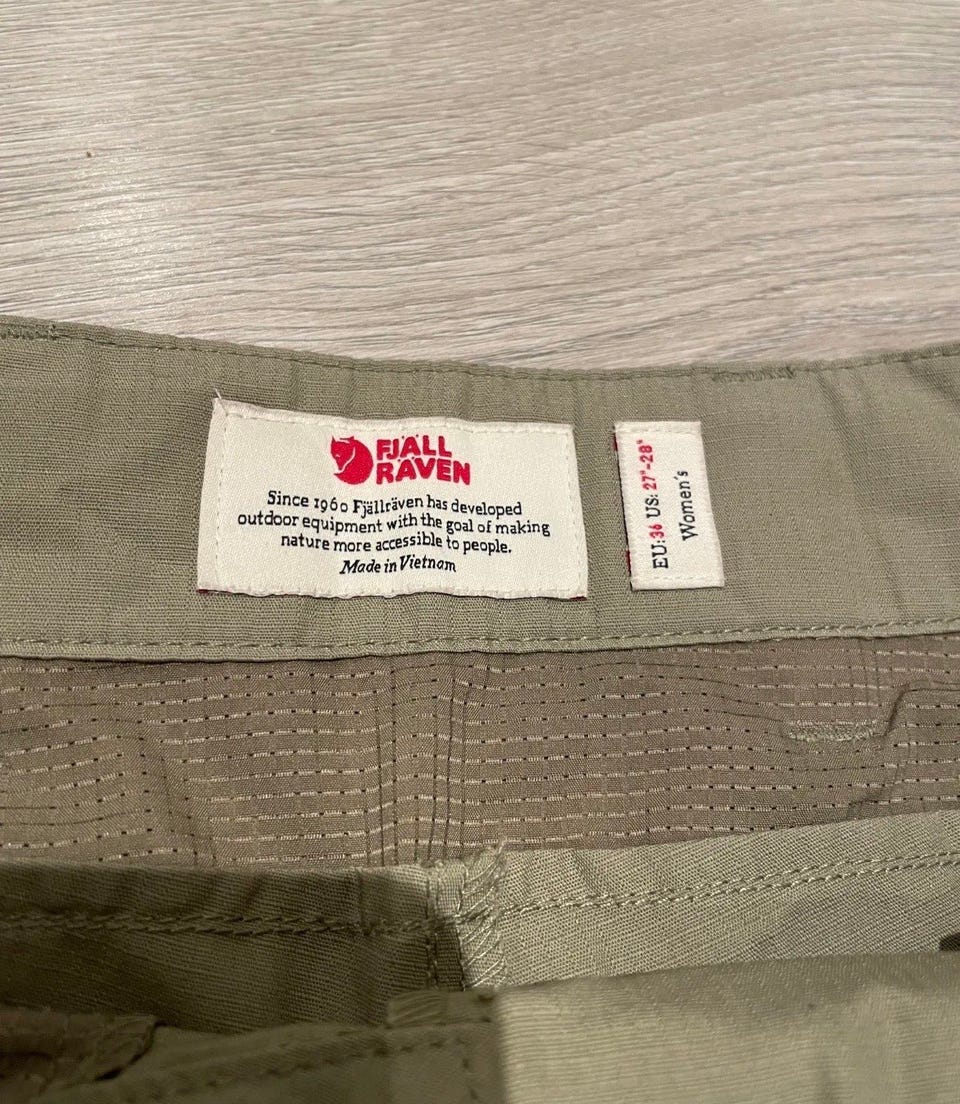 FJÄLL
RÄVEN
Since 1960 Fjällräven has developed
outdoor equipment with the goal of making
nature more accessible to people.
Made in Vietnam
EU:36 US: 27"-28"
Women's